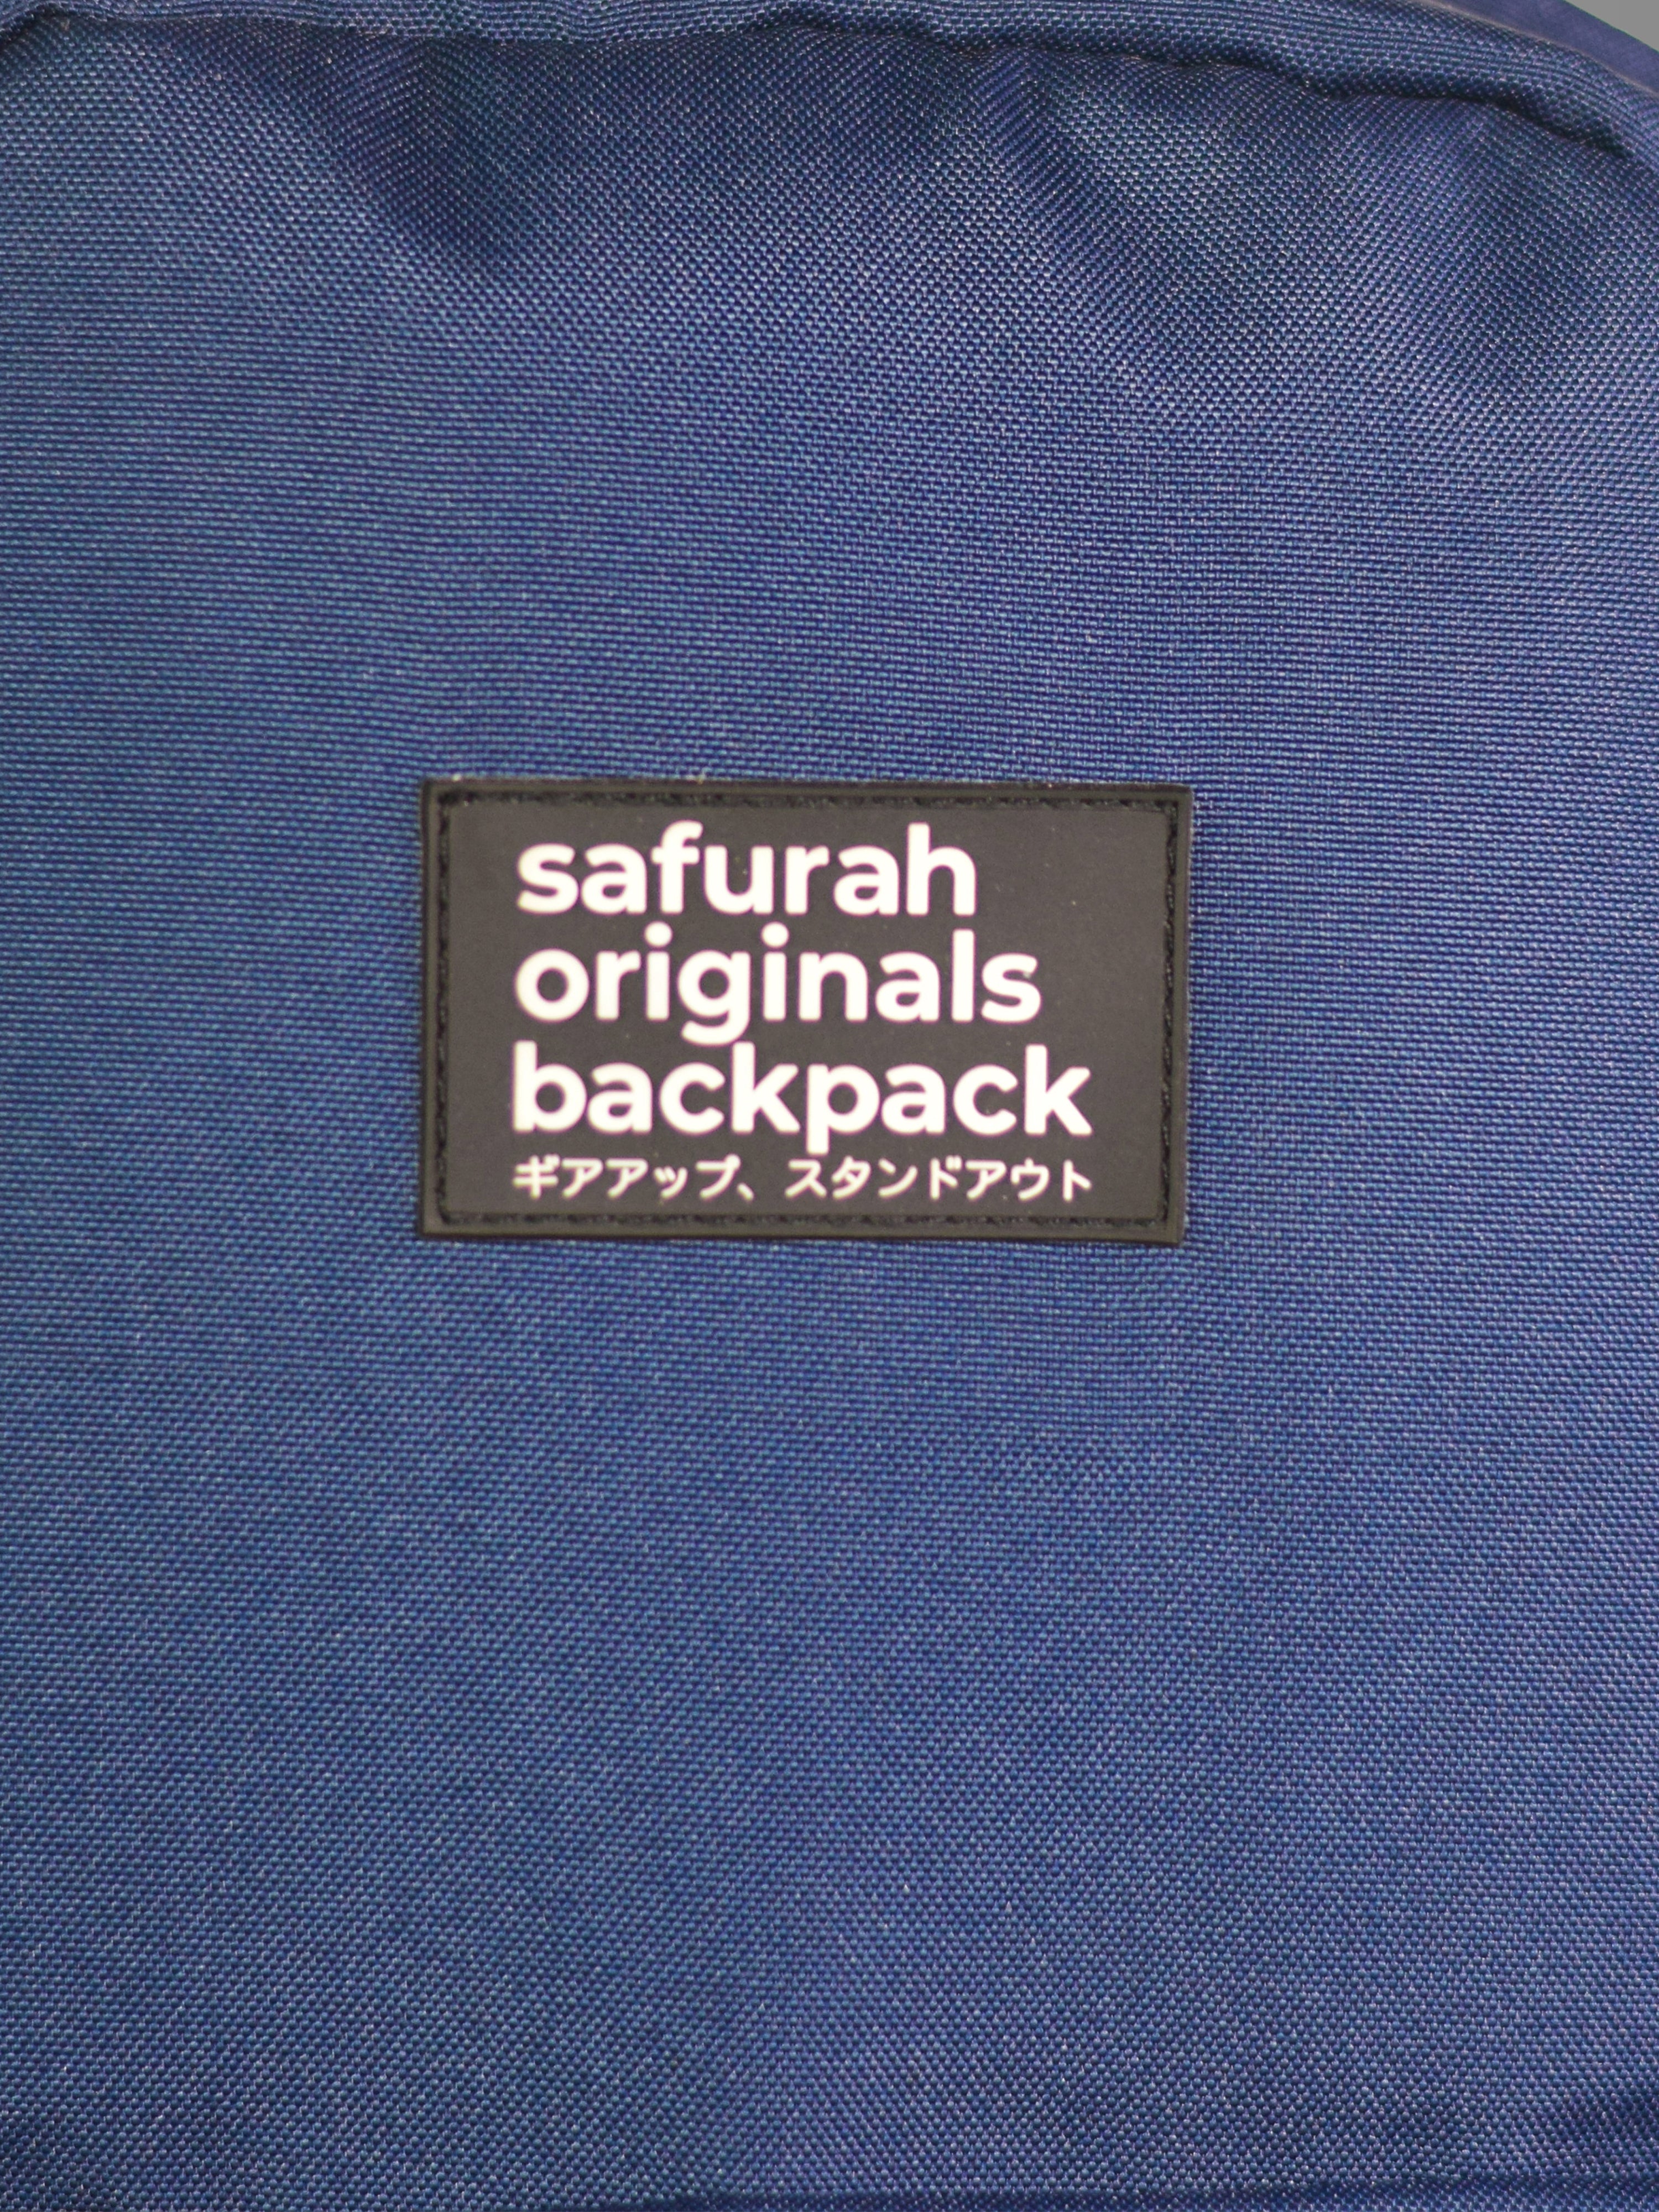 safurah
originals
backpack
ギアアップ、スタンドアウト